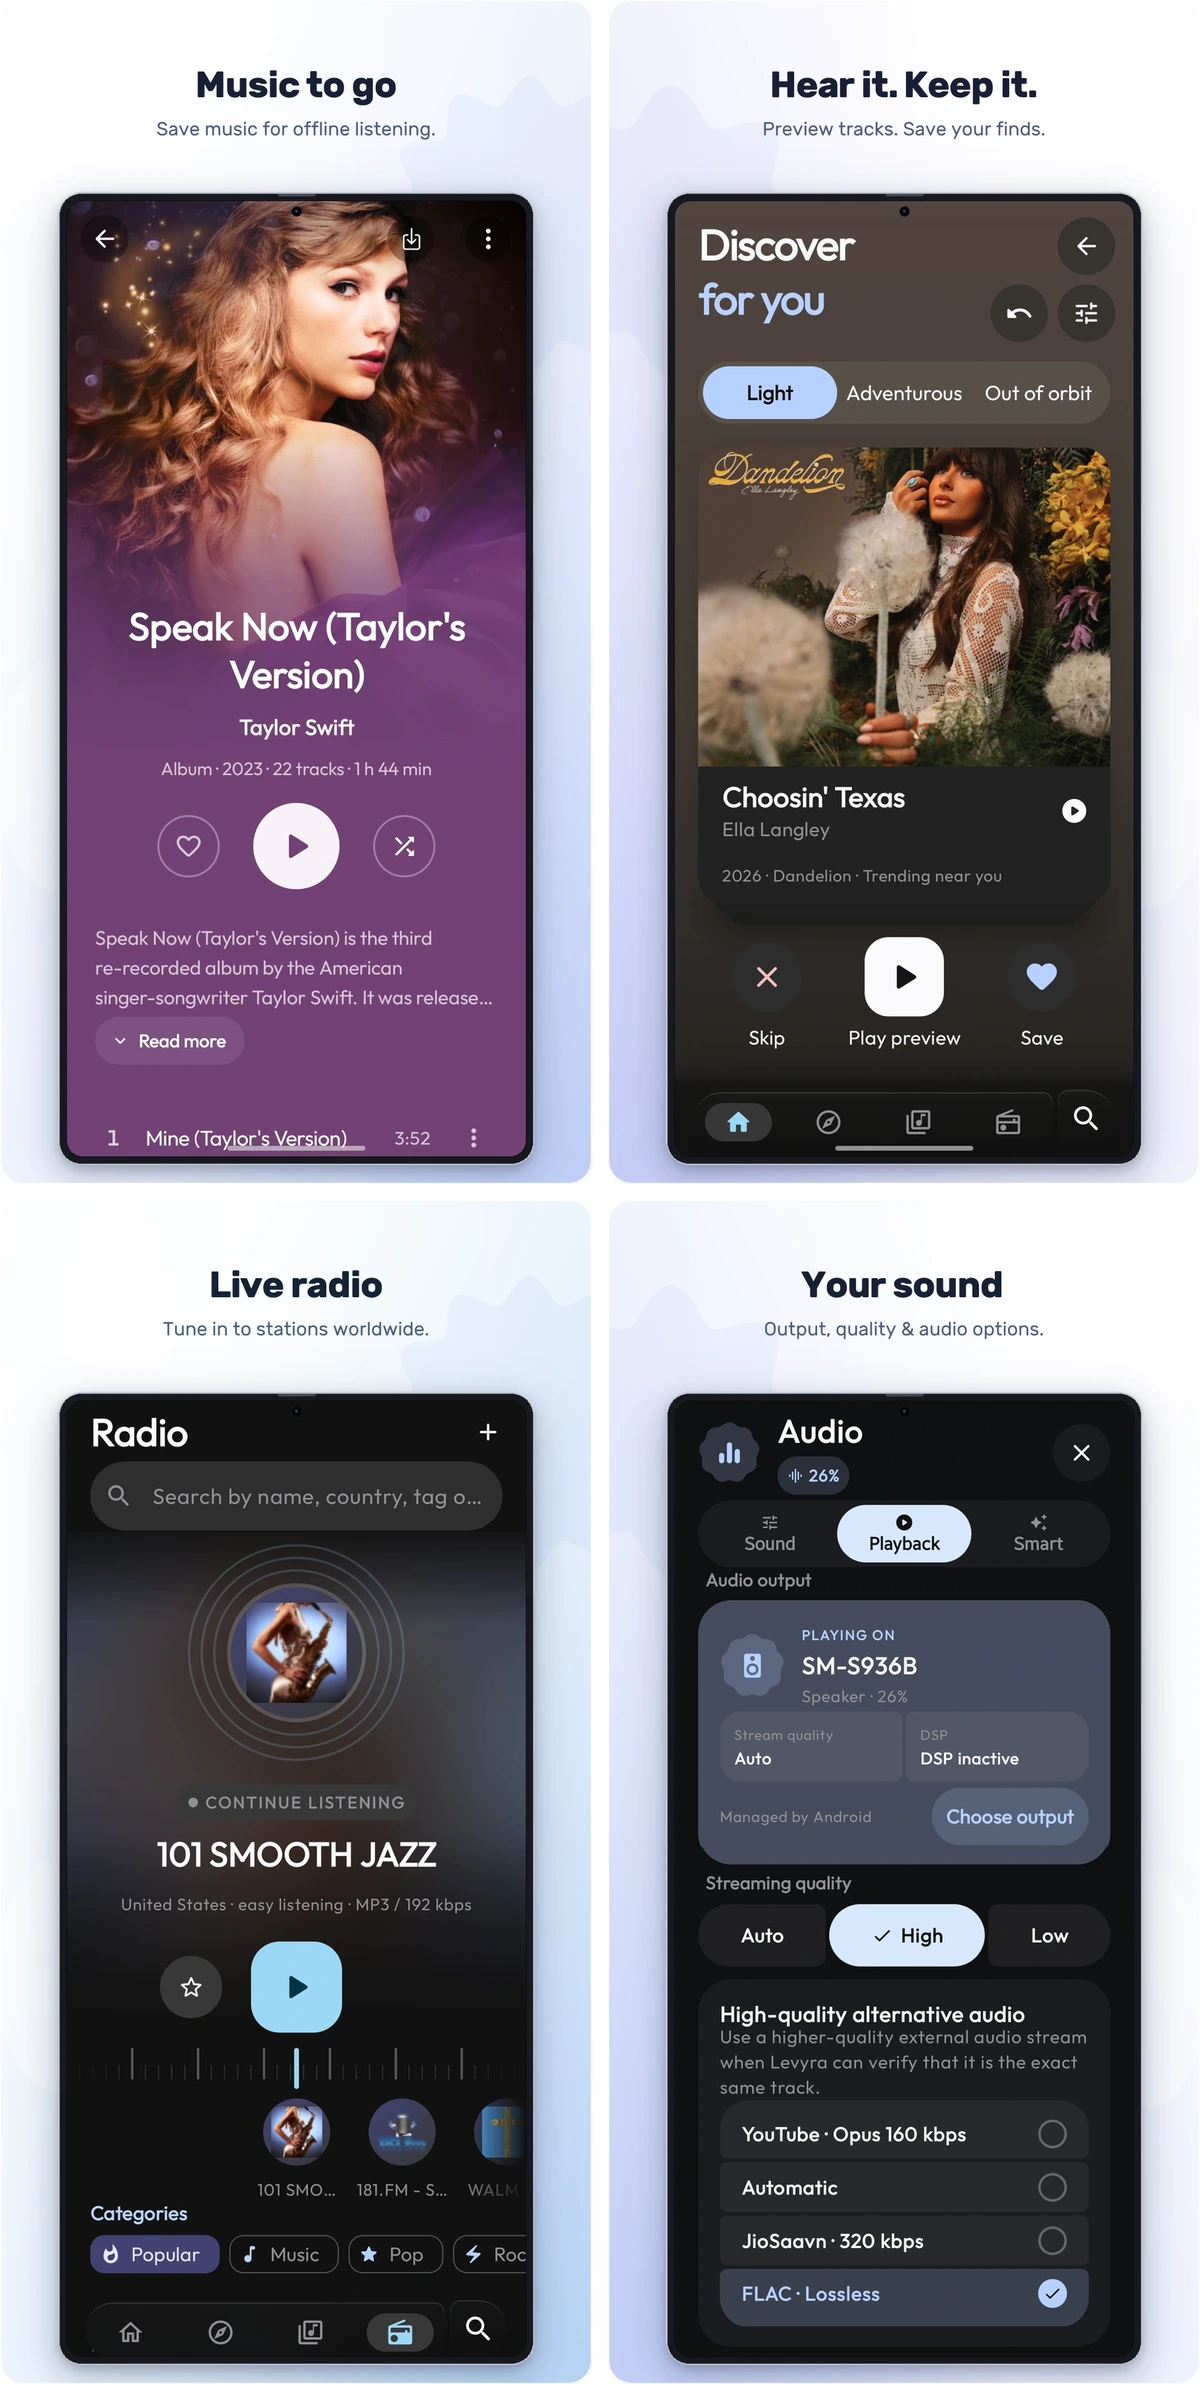 Music to go
Save music for offline listening.
Speak Now (Taylor's
Version)
Taylor Swift
Album · 2023 · 22 tracks · 1 h 44 min
Speak Now (Taylor's Version) is the third
re-recorded album by the American
singer-songwriter Taylor Swift. It was release...
Read more
1 Mine (Taylor's Version) 3:52
Hear it. Keep it.
Preview tracks. Save your finds.
Discover
for you
Light Adventurous Out of orbit
Dandelion
Ella Langley
Choosin' Texas
Ella Langley
2026 · Dandelion · Trending near you
Skip Play preview Save
Live radio
Tune in to stations worldwide.
Radio
Search by name, country, tag o...
CONTINUE LISTENING
101 SMOOTH JAZZ
United States · easy listening · MP3 / 192 kbps
101 SMO... 181.FM - S... WALM
Categories
Popular Music Pop Roc
Your sound
Output, quality & audio options.
Audio
26%
Sound Playback Smart
Audio output
PLAYING ON
SM-S936B
Speaker · 26%
Stream quality DSP
Auto DSP inactive
Managed by Android Choose output
Streaming quality
Auto High Low
High-quality alternative audio
Use a higher-quality external audio stream
when Levyra can verify that it is the exact
same track.
YouTube · Opus 160 kbps
Automatic
JioSaavn · 320 kbps
FLAC · Lossless